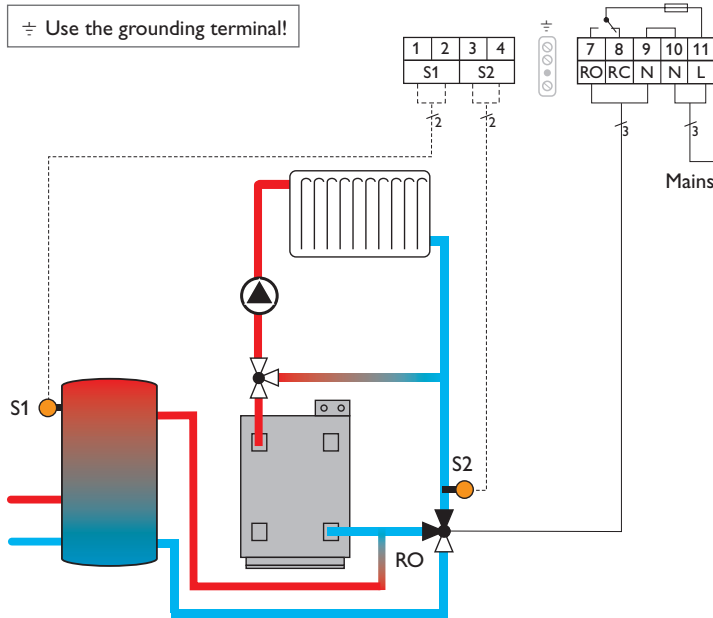 ⏚ Use the grounding terminal!
1 2 3 4
S1 S2
2 2
7 8 9 10 11
RO RC N N L
3 3
Mains
S1
S2
RO